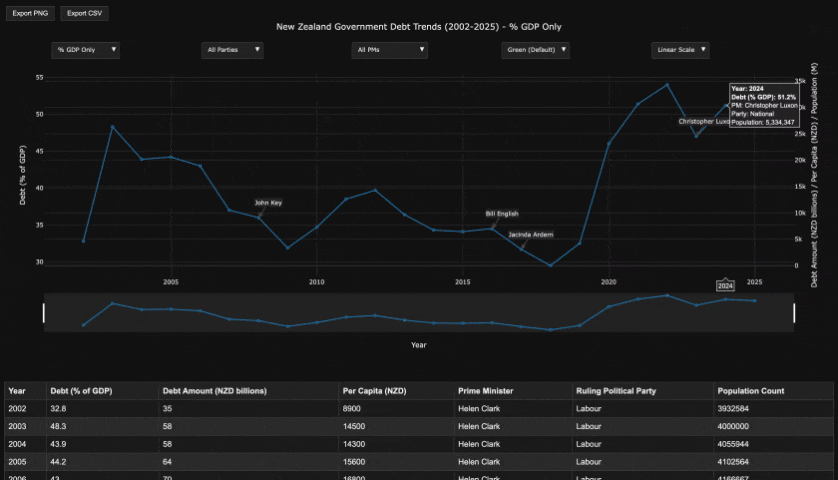 Export PNG Export CSV
New Zealand Government Debt Trends (2002-2025) - % GDP Only
% GDP Only ▼ All Parties ▼ All PMs ▼ Green (Default) ▼ Linear Scale ▼
Debt (% of GDP)
55
50
45
40
35
30
35k
25k
20k
15k
10k
5k
0
Debt Amount (NZD billions) / Per Capita (NZD) / Population (M)
John Key
Bill English
Jacinda Ardern
Christopher Luxo
Year: 2024
Debt (% GDP): 51.2%
PM: Christopher Luxon
Party: National
Population: 5,334,347
2005 2010 2015 2020 2025
2024
Year
Year Debt (% of GDP) Debt Amount (NZD billions) Per Capita (NZD) Prime Minister Ruling Political Party Population Count
2002 32.8 35 8900 Helen Clark Labour 3932584
2003 48.3 58 14500 Helen Clark Labour 4000000
2004 43.9 58 14300 Helen Clark Labour 4055944
2005 44.2 64 15600 Helen Clark Labour 4102564
2006 43 70 16800 Helen Clark Labour 4166667